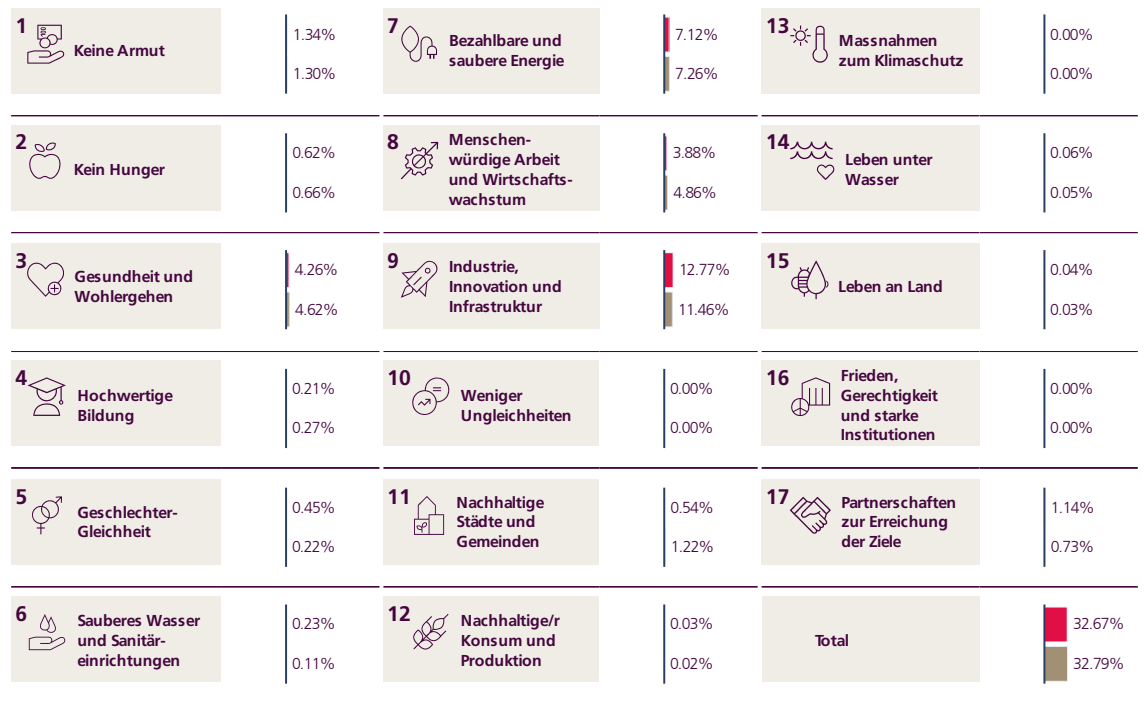 1
Keine Armut
1.34%
1.30%
2
Kein Hunger
0.62%
0.66%
3
Gesundheit und
Wohlergehen
4.26%
4.62%
4
Hochwertige
Bildung
0.21%
0.27%
5
Geschlechter-
Gleichheit
0.45%
0.22%
6
Sauberes Wasser
und Sanitär-
einrichtungen
0.23%
0.11%
7
Bezahlbare und
saubere Energie
7.12%
7.26%
8
Menschen-
würdige Arbeit
und Wirtschafts-
wachstum
3.88%
4.86%
9
Industrie,
Innovation und
Infrastruktur
12.77%
11.46%
10
Weniger
Ungleichheiten
0.00%
0.00%
11
Nachhaltige
Städte und
Gemeinden
0.54%
1.22%
12
Nachhaltige/r
Konsum und
Produktion
0.03%
0.02%
13
Massnahmen
zum Klimaschutz
0.00%
0.00%
14
Leben unter
Wasser
0.06%
0.05%
15
Leben an Land
0.04%
0.03%
16
Frieden,
Gerechtigkeit
und starke
Institutionen
0.00%
0.00%
17
Partnerschaften
zur Erreichung
der Ziele
1.14%
0.73%
Total
32.67%
32.79%